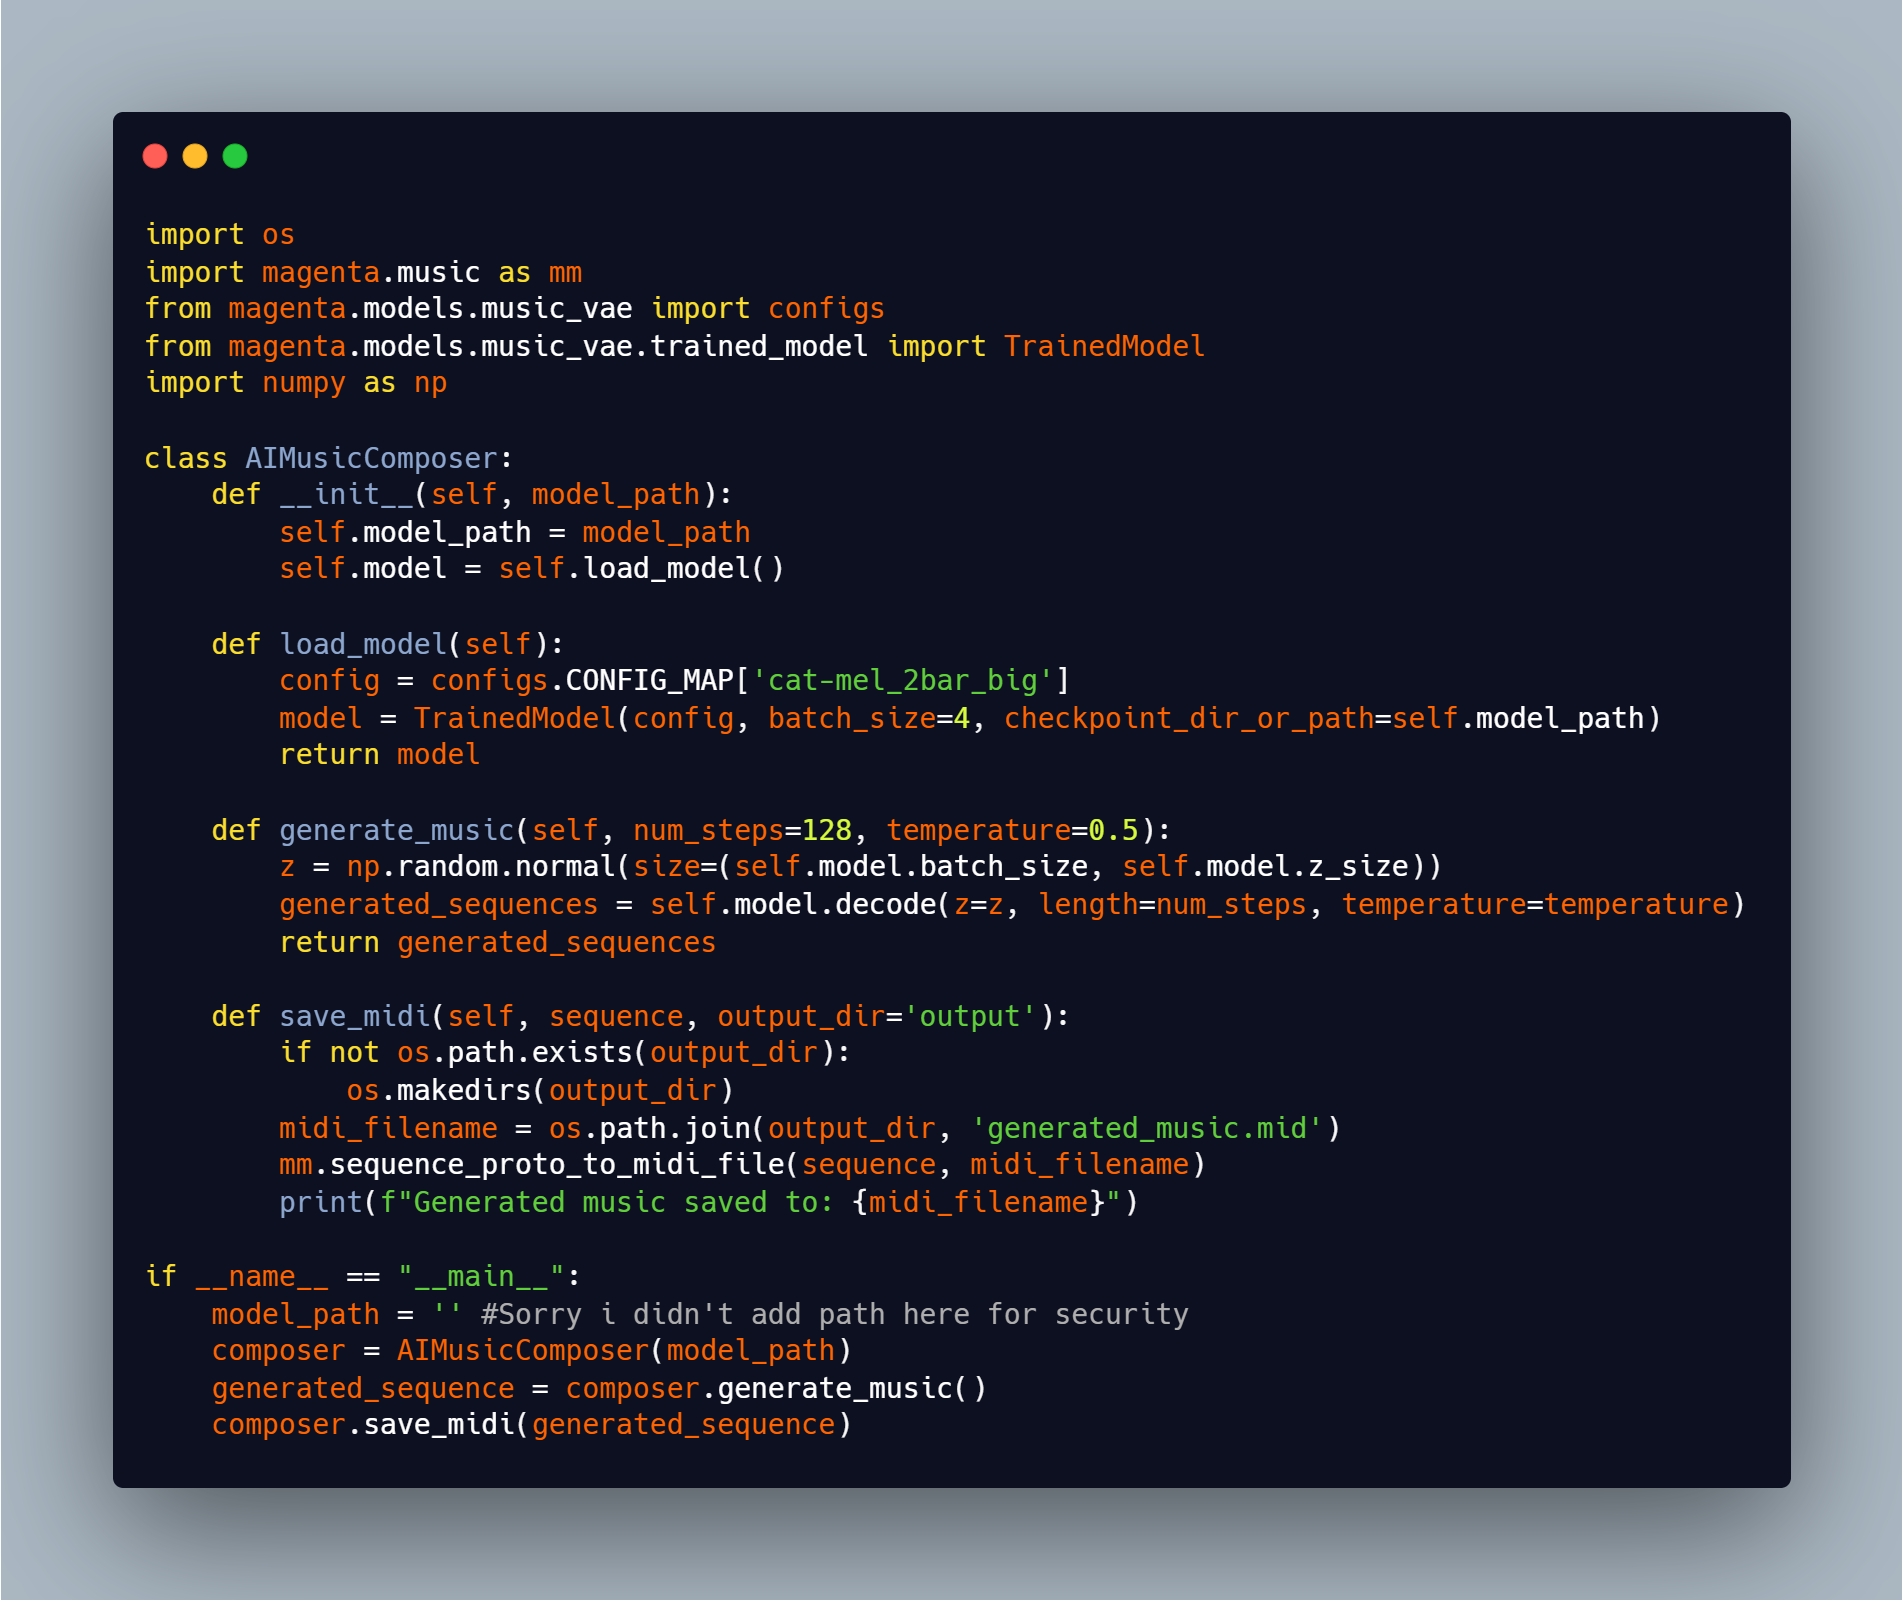 import os
import magenta.music as mm
from magenta.models.music_vae import configs
from magenta.models.music_vae.trained_model import TrainedModel
import numpy as np

class AIMusicComposer:
    def __init__(self, model_path):
        self.model_path = model_path
        self.model = self.load_model()

    def load_model(self):
        config = configs.CONFIG_MAP['cat-mel_2bar_big']
        model = TrainedModel(config, batch_size=4, checkpoint_dir_or_path=self.model_path)
        return model

    def generate_music(self, num_steps=128, temperature=0.5):
        z = np.random.normal(size=(self.model.batch_size, self.model.z_size))
        generated_sequences = self.model.decode(z=z, length=num_steps, temperature=temperature)
        return generated_sequences

    def save_midi(self, sequence, output_dir='output'):
        if not os.path.exists(output_dir):
            os.makedirs(output_dir)
        midi_filename = os.path.join(output_dir, 'generated_music.mid')
        mm.sequence_proto_to_midi_file(sequence, midi_filename)
        print(f"Generated music saved to: {midi_filename}")

if __name__ == "__main__":
    model_path = '' #Sorry i didn't add path here for security
    composer = AIMusicComposer(model_path)
    generated_sequence = composer.generate_music()
    composer.save_midi(generated_sequence)